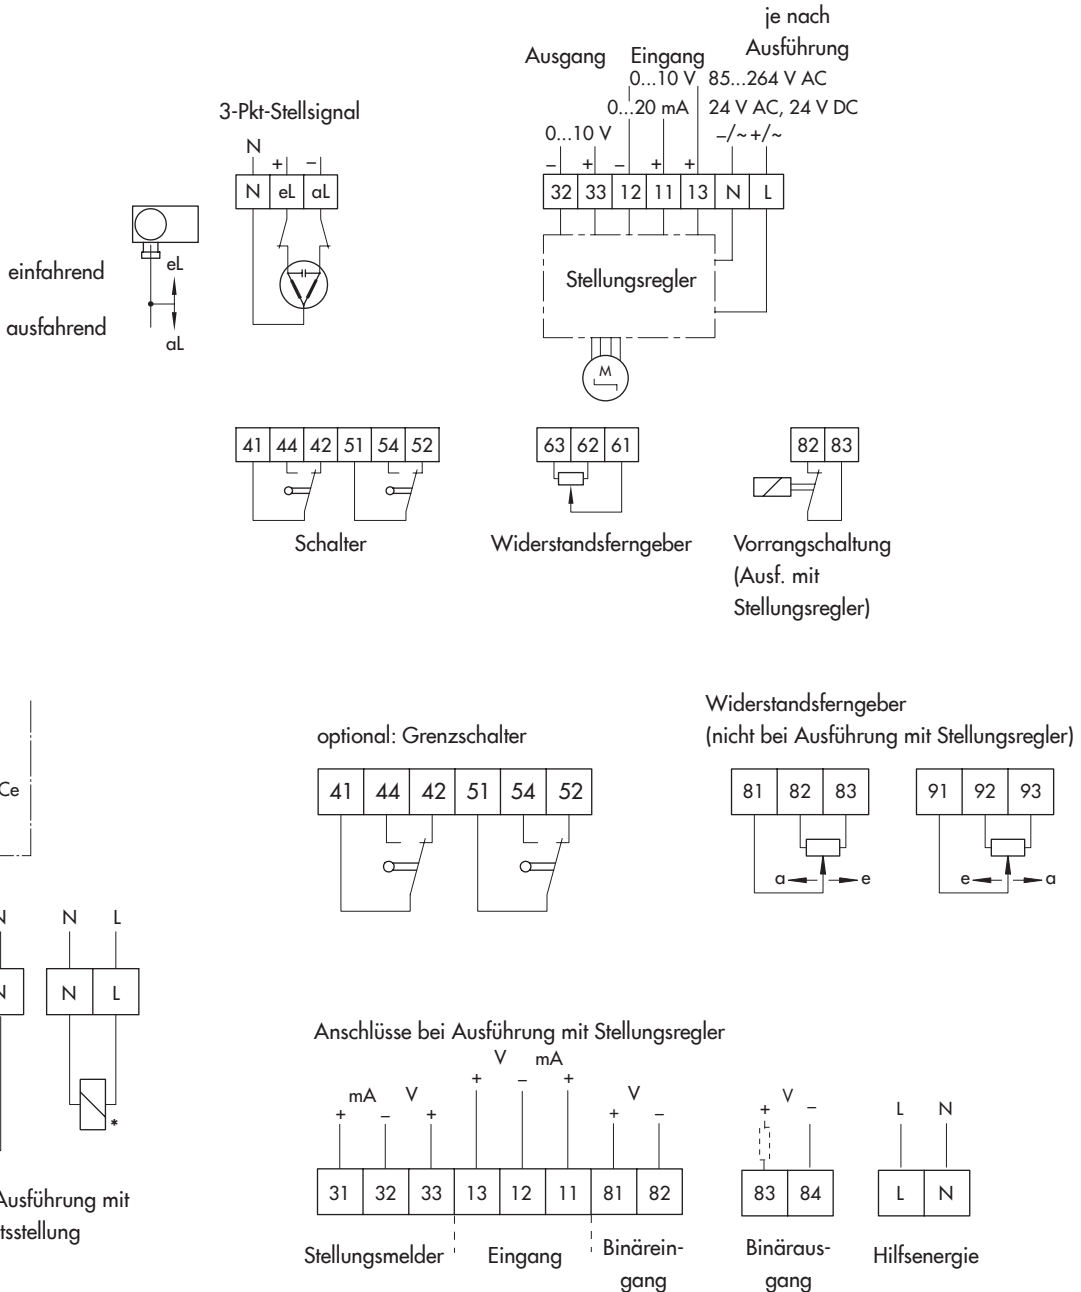 je nach
Ausführung
Ausgang Eingang
0...10 V 85...264 V AC
0...20 mA 24 V AC, 24 V DC
0...10 V –/~ +/~
– + – + +
32 33 12 11 13 N L
Stellungsregler
M
3-Pkt-Stellsignal
N
+ –
N eL aL
einfahrend
eL
ausfahrend
aL
41 44 42 51 54 52
Schalter
63 62 61
Widerstandsferngeber
82 83
Vorrangschaltung
(Ausf. mit
Stellungsregler)
Ce
optional: Grenzschalter
41 44 42 51 54 52
Widerstandsferngeber
(nicht bei Ausführung mit Stellungsregler)
81 82 83
a e
91 92 93
e a
N N L
N N L
*
Ausführung mit
tsstellung
Anschlüsse bei Ausführung mit Stellungsregler
V mA
+ – +
mA V
+ – +
V
+ –
V
+ –
L N
31 32 33 13 12 11 81 82
83 84
L N
Stellungsmelder Eingang Binärein-
gang
Binäraus-
gang
Hilfsenergie